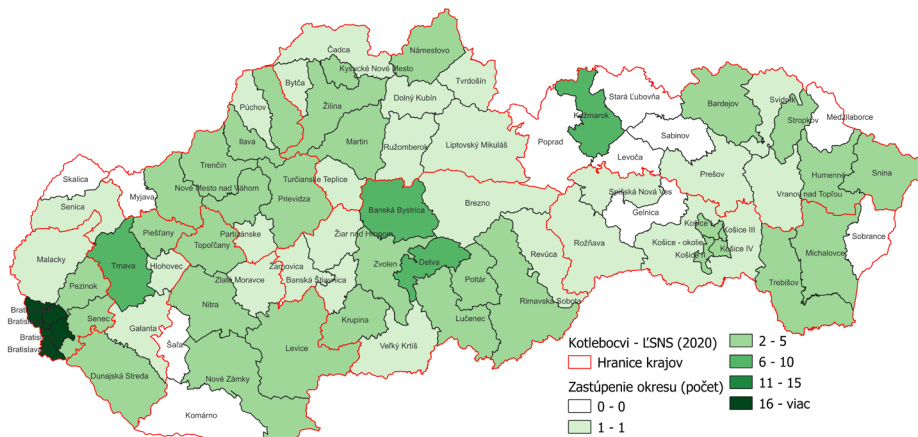 Čadca
Námestovo
Kysucké Nové Mesto
Tvrdošín
Bytča
Dolný Kubín
Púchov
Žilina
Stará Ľubovňa
Kežmarok
Bardejov
Svidník
Stropkov
Medzilaborce
Ilava
Martin
Ružomberok
Liptovský Mikuláš
Poprad
Sabinov
Levoča
Trenčín
Prešov
Humenné
Snina
Skalica
Turčianske Teplice
Nové Mesto nad Váhom
Myjava
Prievidza
Spišská Nová Ves
Vranov nad Topľou
Senica
Banská Bystrica
Brezno
Gelnica
Piešťany
Partizánske
Topoľčany
Žiar nad Hronom
Košice I
Košice III
Sobrance
Malacky
Trnava
Hlohovec
Žarnovica
Zvolen
Detva
Revúca
Rožňava
Košice - okolie
Košice IV
Košice II
Michalovce
Pezinok
Zlaté Moravce
Banská Štiavnica
Poltár
Trebišov
Nitra
Rimavská Sobota
Senec
Galanta
Krupina
Lučenec
Šaľa
Levice
Veľký Krtíš
Dunajská Streda
Nové Zámky
Komárno
Kotlebocvi - ĽSNS (2020)
Hranice krajov
Zastúpenie okresu (počet)
0 - 0
1 - 1
2 - 5
6 - 10
11 - 15
16 - viac